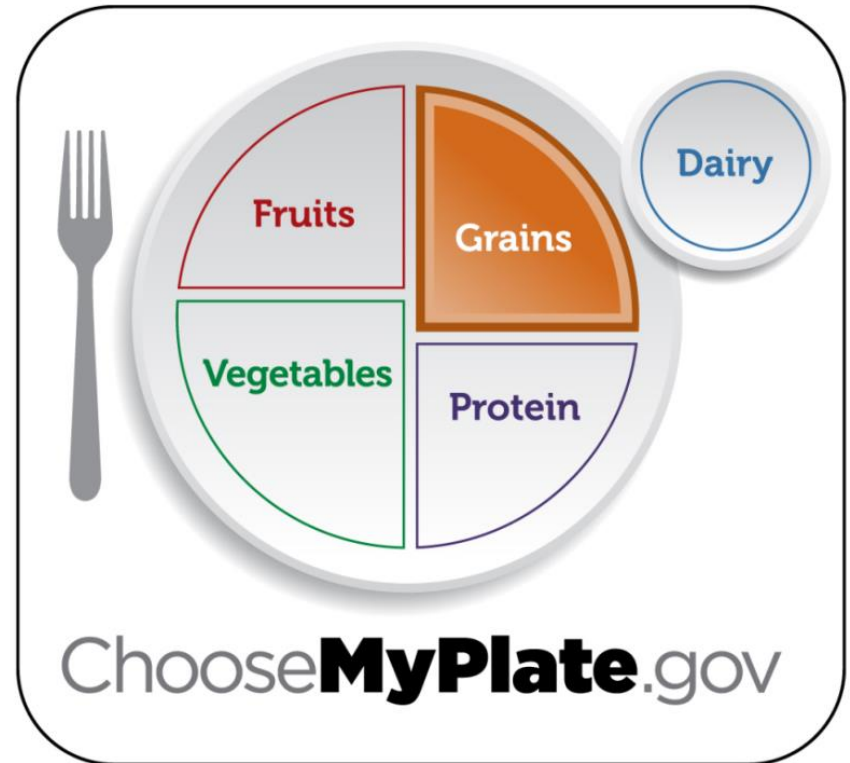 Fruits
Grains
Dairy
Vegetables
Protein
ChooseMyPlate.gov